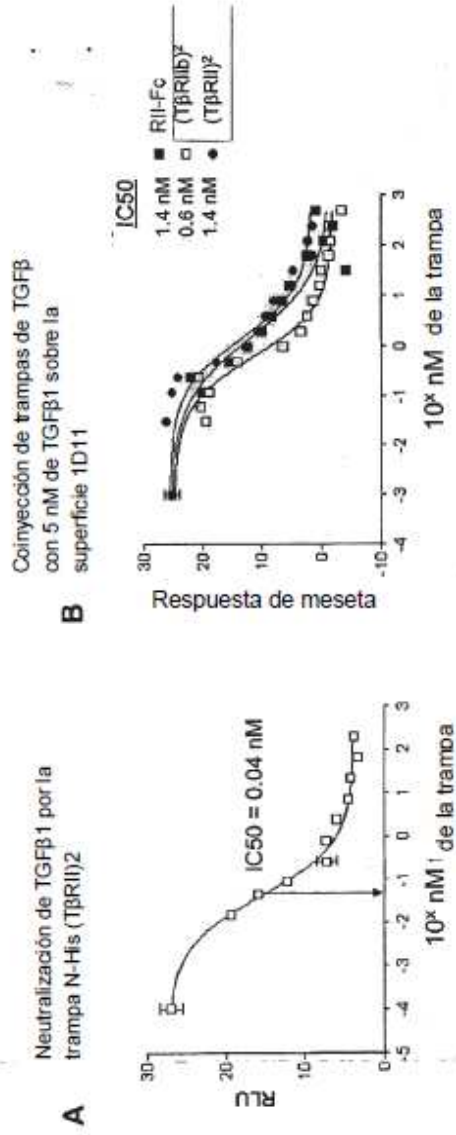 A
Neutralización de TGFβ1 por la
trampa N-His (TβRII)2
RLU
30
20
10
0
IC50 = 0.04 nM
-5
-4
-3
-2
-1
0
1
2
3
10ˣ nM de la trampa
B
Coinyección de trampas de TGFβ
con 5 nM de TGFβ1 sobre la
superficie 1D11
Respuesta de meseta
30
20
10
0
-10
-4
-3
-2
-1
0
1
2
3
10ˣ nM de la trampa
IC50
1.4 nM ■ RII-Fc
0.6 nM □ (TβRIIb)²
1.4 nM ● (TβRII)²